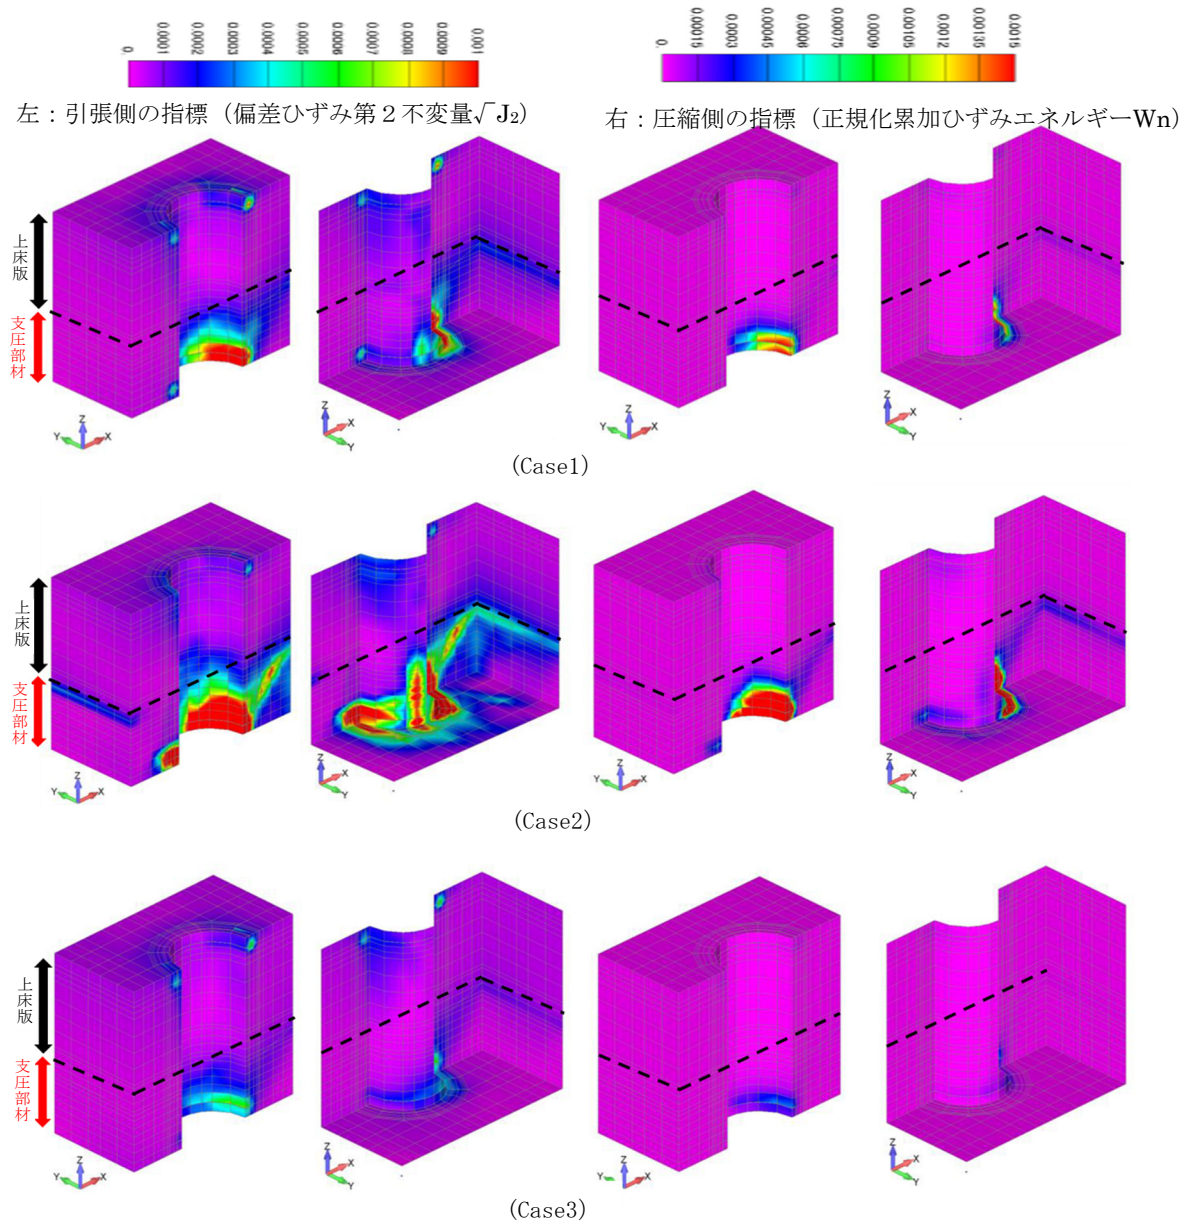 0. 0.0001 0.0002 0.0003 0.0004 0.0005 0.0006 0.0007 0.0008 0.0009 0.001
0. 0.00015 0.0003 0.00045 0.0006 0.00075 0.0009 0.00105 0.0012 0.00135 0.0015
左：引張側の指標（偏差ひずみ第２不変量√J₂）
右：圧縮側の指標（正規化累加ひずみエネルギーWn）
上床版
支圧部材
Z Y X
Z X Y
Z Y X
Z X Y
(Case1)
上床版
支圧部材
Z Y X
Z X Y
Z Y X
Z X Y
(Case2)
上床版
支圧部材
Z Y X
Z X Y
Z Y X
Z X Y
(Case3)